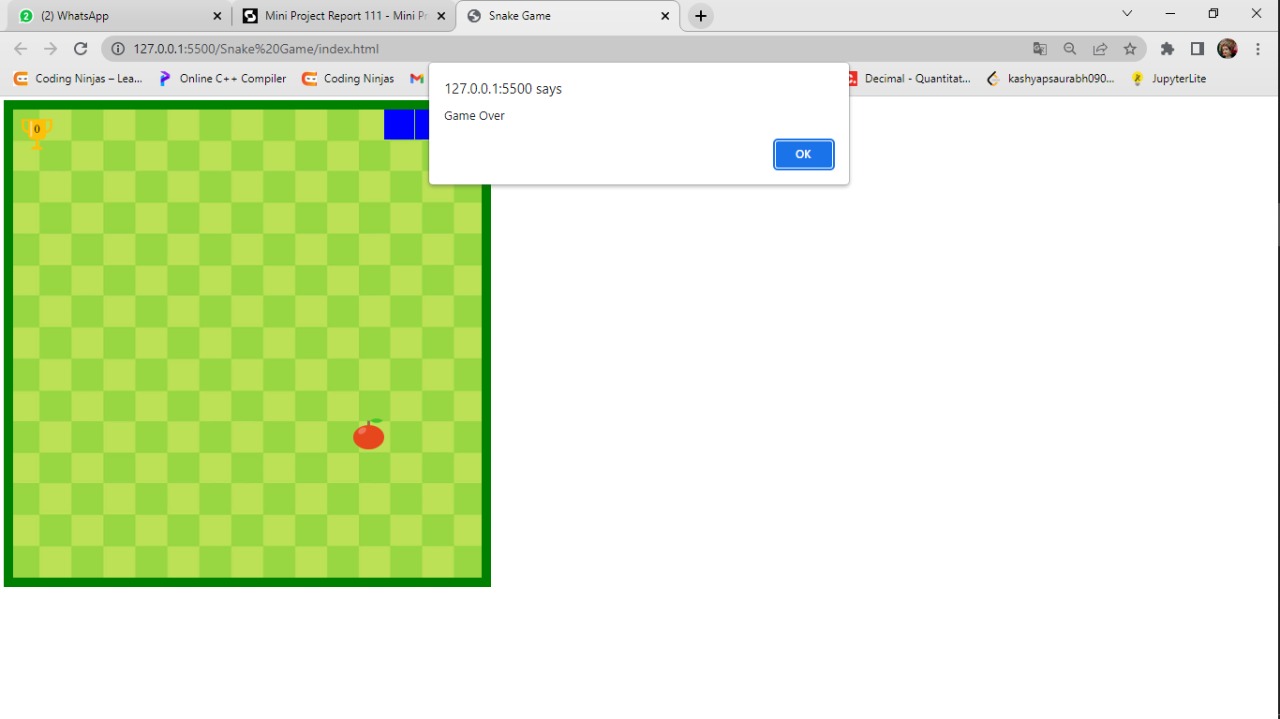 2
(2) WhatsApp
Mini Project Report 111 - Mini Pr
Snake Game
127.0.0.1:5500/Snake%20Game/index.html
Coding Ninjas – Lea...
Online C++ Compiler
Coding Ninjas
Decimal - Quantitat...
kashyapsaurabh090...
JupyterLite
127.0.0.1:5500 says
Game Over
OK
0